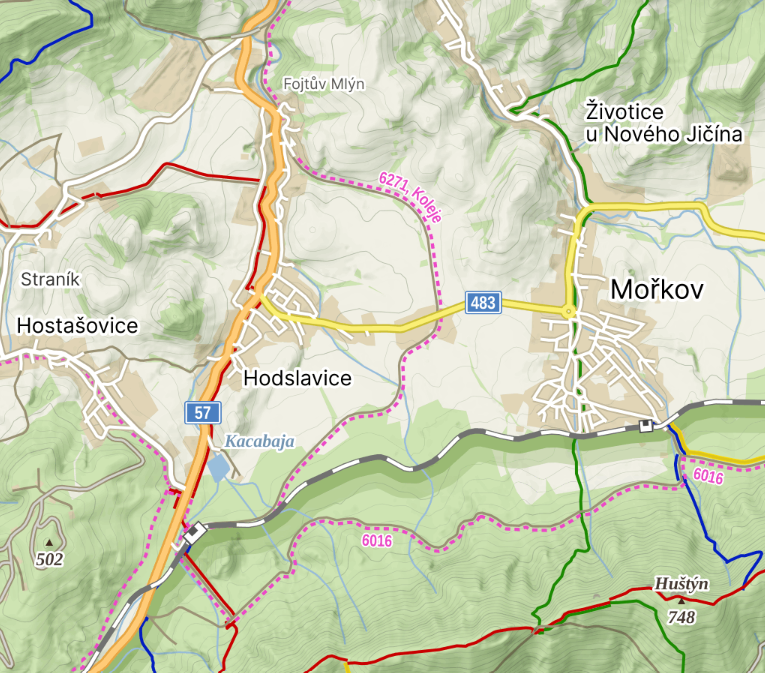 Fojtův Mlýn
Životice
u Nového Jičína
6271, Koleje
Straník
Mořkov
483
Hostašovice
Hodslavice
57
Kacabaja
6016
6016
502
Huštýn
748